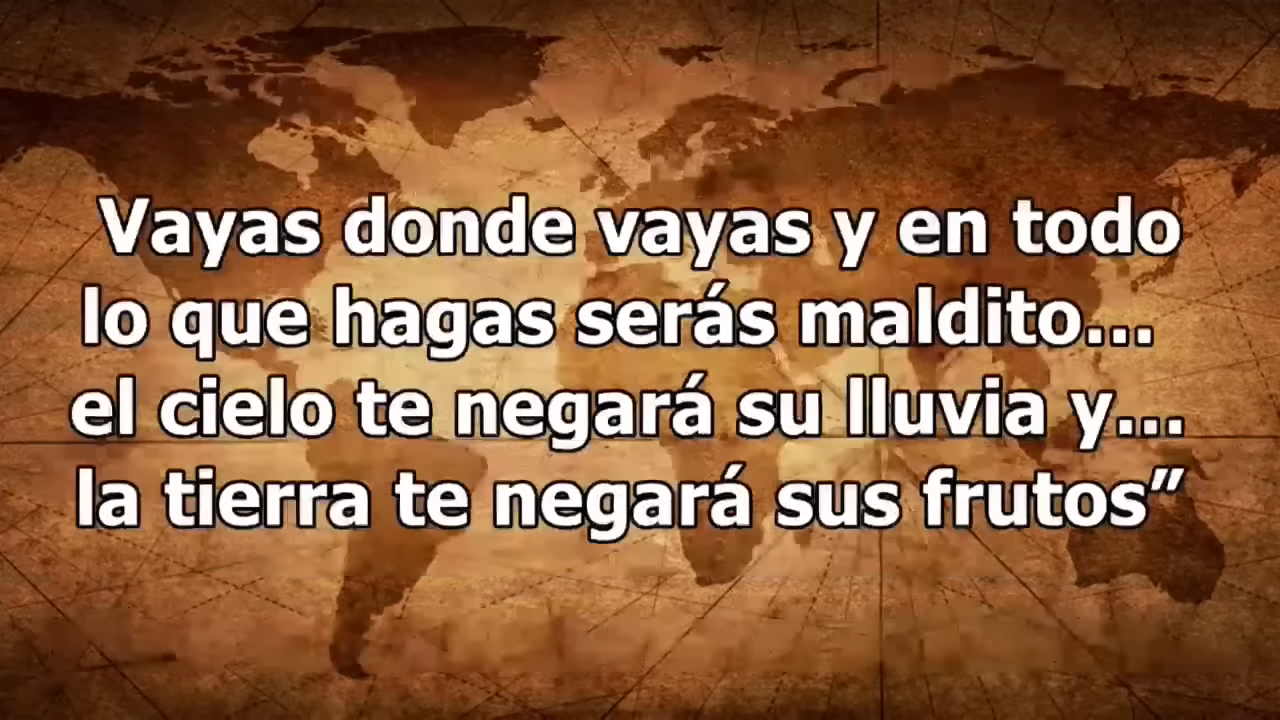 Vayas donde vayas y en todo
lo que hagas serás maldito...
el cielo te negará su lluvia y...
la tierra te negará sus frutos”